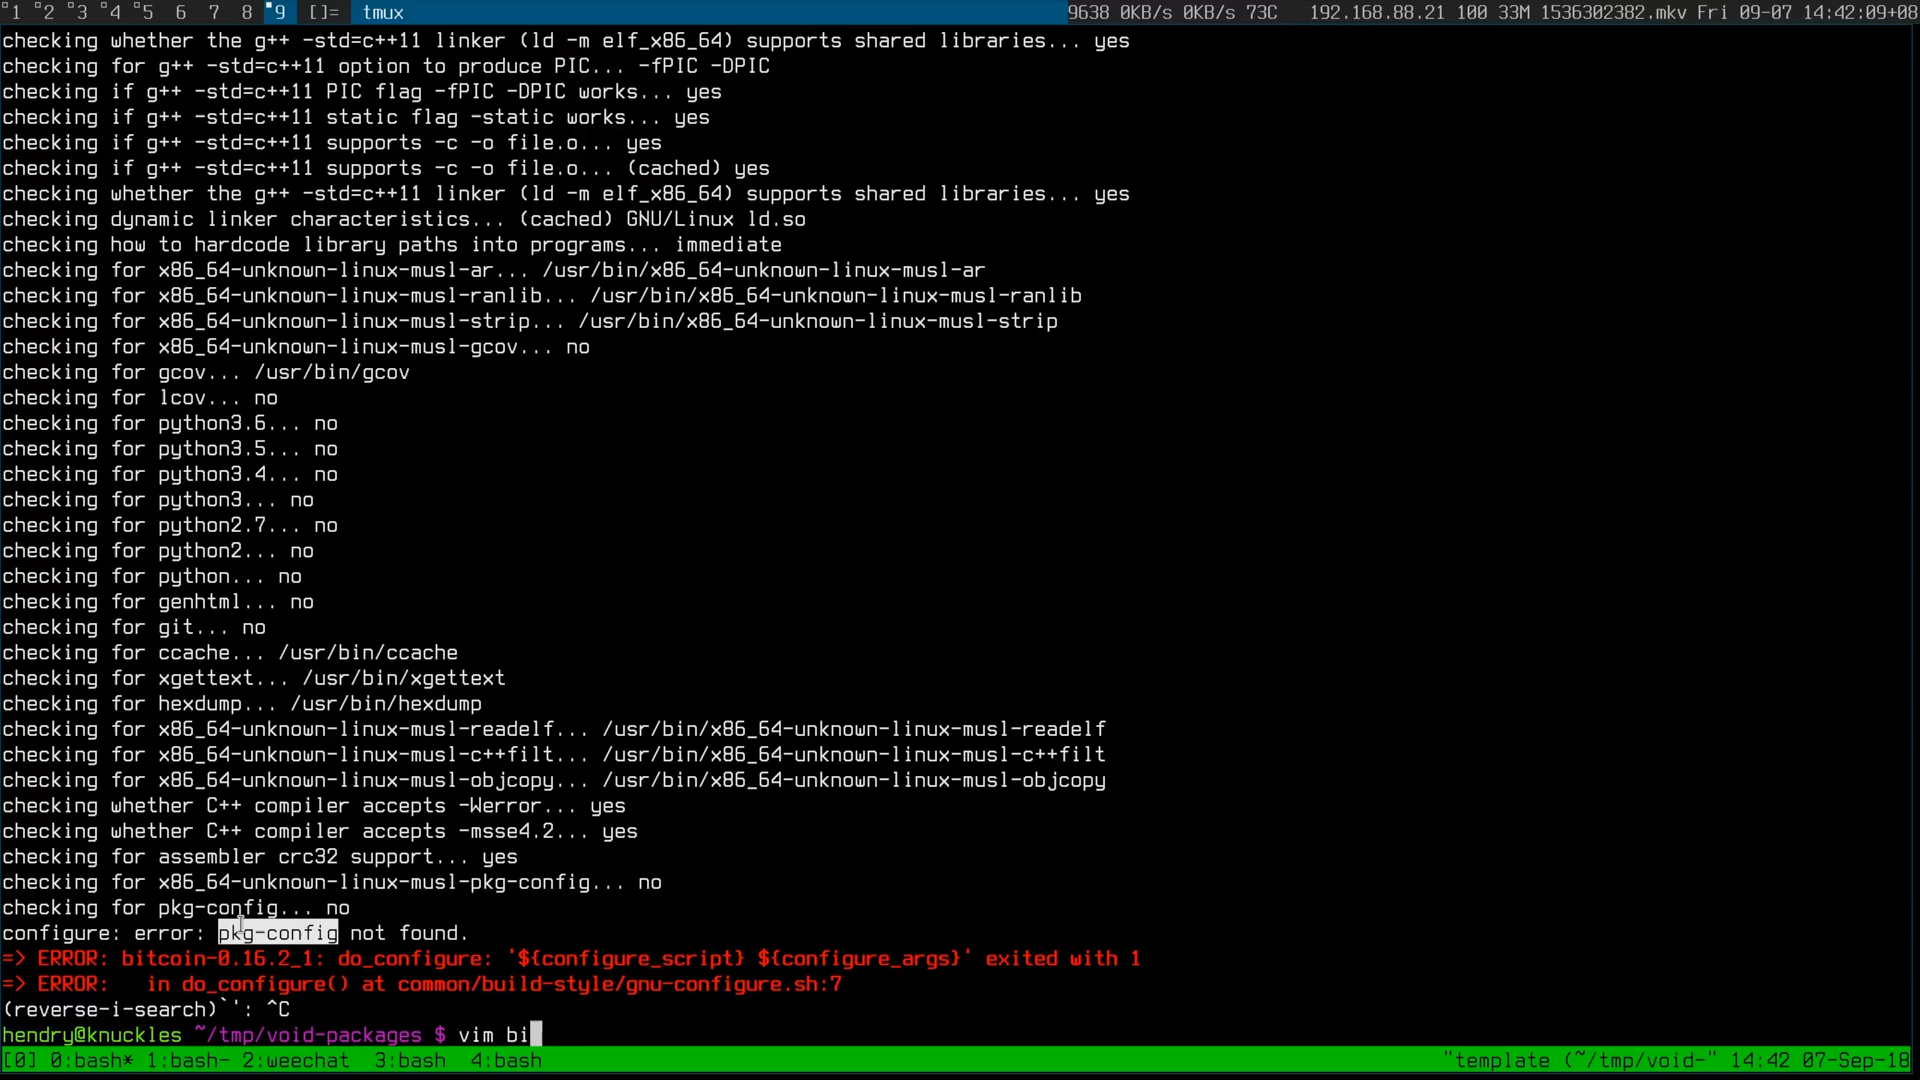 1 2 3 4 5 6 7 8 9 []= tmux 9638 0KB/s 0KB/s 73C 192.168.88.21 100 33M 1536302382.mkv Fri 09-07 14:42:09+08
checking whether the g++ -std=c++11 linker (ld -m elf_x86_64) supports shared libraries... yes
checking for g++ -std=c++11 option to produce PIC... -fPIC -DPIC
checking if g++ -std=c++11 PIC flag -fPIC -DPIC works... yes
checking if g++ -std=c++11 static flag -static works... yes
checking if g++ -std=c++11 supports -c -o file.o... yes
checking if g++ -std=c++11 supports -c -o file.o... (cached) yes
checking whether the g++ -std=c++11 linker (ld -m elf_x86_64) supports shared libraries... yes
checking dynamic linker characteristics... (cached) GNU/Linux ld.so
checking how to hardcode library paths into programs... immediate
checking for x86_64-unknown-linux-musl-ar... /usr/bin/x86_64-unknown-linux-musl-ar
checking for x86_64-unknown-linux-musl-ranlib... /usr/bin/x86_64-unknown-linux-musl-ranlib
checking for x86_64-unknown-linux-musl-strip... /usr/bin/x86_64-unknown-linux-musl-strip
checking for x86_64-unknown-linux-musl-gcov... no
checking for gcov... /usr/bin/gcov
checking for lcov... no
checking for python3.6... no
checking for python3.5... no
checking for python3.4... no
checking for python3... no
checking for python2.7... no
checking for python2... no
checking for python... no
checking for genhtml... no
checking for git... no
checking for ccache... /usr/bin/ccache
checking for xgettext... /usr/bin/xgettext
checking for hexdump... /usr/bin/hexdump
checking for x86_64-unknown-linux-musl-readelf... /usr/bin/x86_64-unknown-linux-musl-readelf
checking for x86_64-unknown-linux-musl-c++filt... /usr/bin/x86_64-unknown-linux-musl-c++filt
checking for x86_64-unknown-linux-musl-objcopy... /usr/bin/x86_64-unknown-linux-musl-objcopy
checking whether C++ compiler accepts -Werror... yes
checking whether C++ compiler accepts -msse4.2... yes
checking for assembler crc32 support... yes
checking for x86_64-unknown-linux-musl-pkg-config... no
checking for pkg-config... no
configure: error: pkg-config not found.
=> ERROR: bitcoin-0.16.2_1: do_configure: '${configure_script} ${configure_args}' exited with 1
=> ERROR:   in do_configure() at common/build-style/gnu-configure.sh:7
(reverse-i-search)`': ^C
hendry@knuckles ~/tmp/void-packages $ vim bi
[0] 0:bash* 1:bash- 2:weechat 3:bash 4:bash "template (~/tmp/void-" 14:42 07-Sep-18